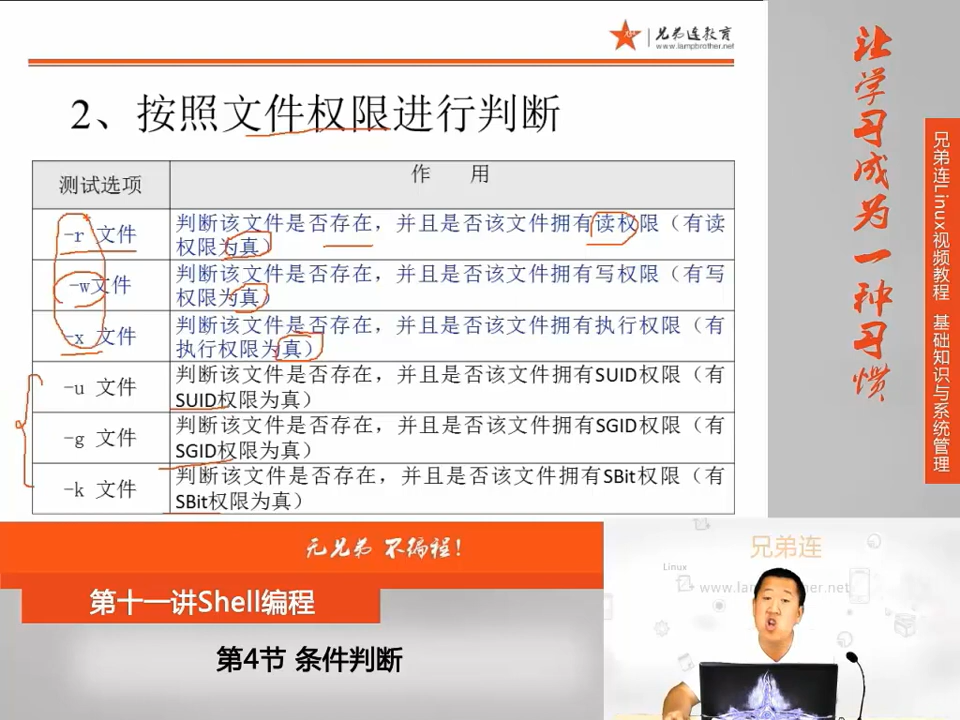 兄弟连教育
www.lampbrother.net
2、按照文件权限进行判断
测试选项
作 用
-r 文件
判断该文件是否存在，并且是否该文件拥有读权限（有读
权限为真）
-w文件
判断该文件是否存在，并且是否该文件拥有写权限（有写
权限为真）
-x 文件
判断该文件是否存在，并且是否该文件拥有执行权限（有
执行权限为真）
-u 文件
判断该文件是否存在，并且是否该文件拥有SUID权限（有
SUID权限为真）
-g 文件
判断该文件是否存在，并且是否该文件拥有SGID权限（有
SGID权限为真）
-k 文件
判断该文件是否存在，并且是否该文件拥有SBit权限（有
SBit权限为真）
让学习成为一种习惯
兄弟连Linux视频教程 基础知识与系统管理
无兄弟 不编程！
第十一讲Shell编程
第4节 条件判断
兄弟连
Linux